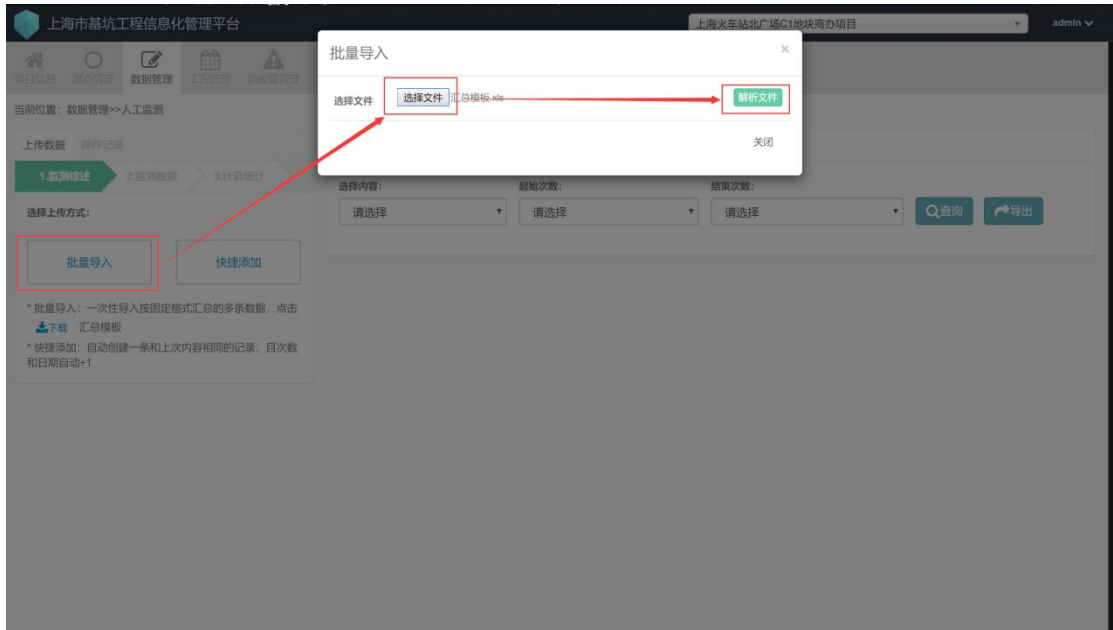 上海市基坑工程信息化管理平台
上海火车站北广场C1地块商办项目
admin
项目信息
测点管理
数据管理
工况管理
消报警管理
当前位置：数据管理>>人工监测
上传数据
操作记录
1.监测综述
2.监测数据
3.计算统计
选择上传方式：
批量导入
快捷添加
* 批量导入：一次性导入按固定格式汇总的多条数据，点击
下载 汇总模板
* 快捷添加：自动创建一条和上次内容相同的记录，且次数
和日期自动+1
批量导入
×
选择文件
选择文件
汇总模板.xls
解析文件
关闭
选择内容：
起始次数：
结束次数：
请选择
请选择
请选择
查询
导出